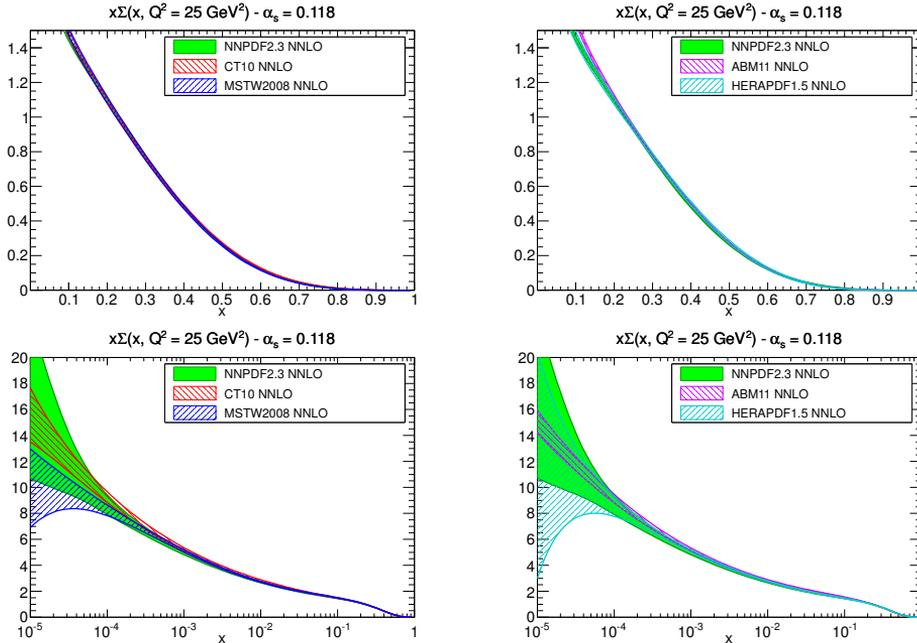 xΣ(x, Q² = 25 GeV²) - αₛ = 0.118
NNPDF2.3 NNLO
CT10 NNLO
MSTW2008 NNLO
1.4
1.2
1
0.8
0.6
0.4
0.2
0
0.1 0.2 0.3 0.4 0.5 0.6 0.7 0.8 0.9 1
x
xΣ(x, Q² = 25 GeV²) - αₛ = 0.118
NNPDF2.3 NNLO
ABM11 NNLO
HERAPDF1.5 NNLO
1.4
1.2
1
0.8
0.6
0.4
0.2
0
0.1 0.2 0.3 0.4 0.5 0.6 0.7 0.8 0.9
x
xΣ(x, Q² = 25 GeV²) - αₛ = 0.118
NNPDF2.3 NNLO
CT10 NNLO
MSTW2008 NNLO
20
18
16
14
12
10
8
6
4
2
0
10⁻⁵ 10⁻⁴ 10⁻³ 10⁻² 10⁻¹ 1
x
xΣ(x, Q² = 25 GeV²) - αₛ = 0.118
NNPDF2.3 NNLO
ABM11 NNLO
HERAPDF1.5 NNLO
20
18
16
14
12
10
8
6
4
2
0
10⁻⁵ 10⁻⁴ 10⁻³ 10⁻² 10⁻¹
x